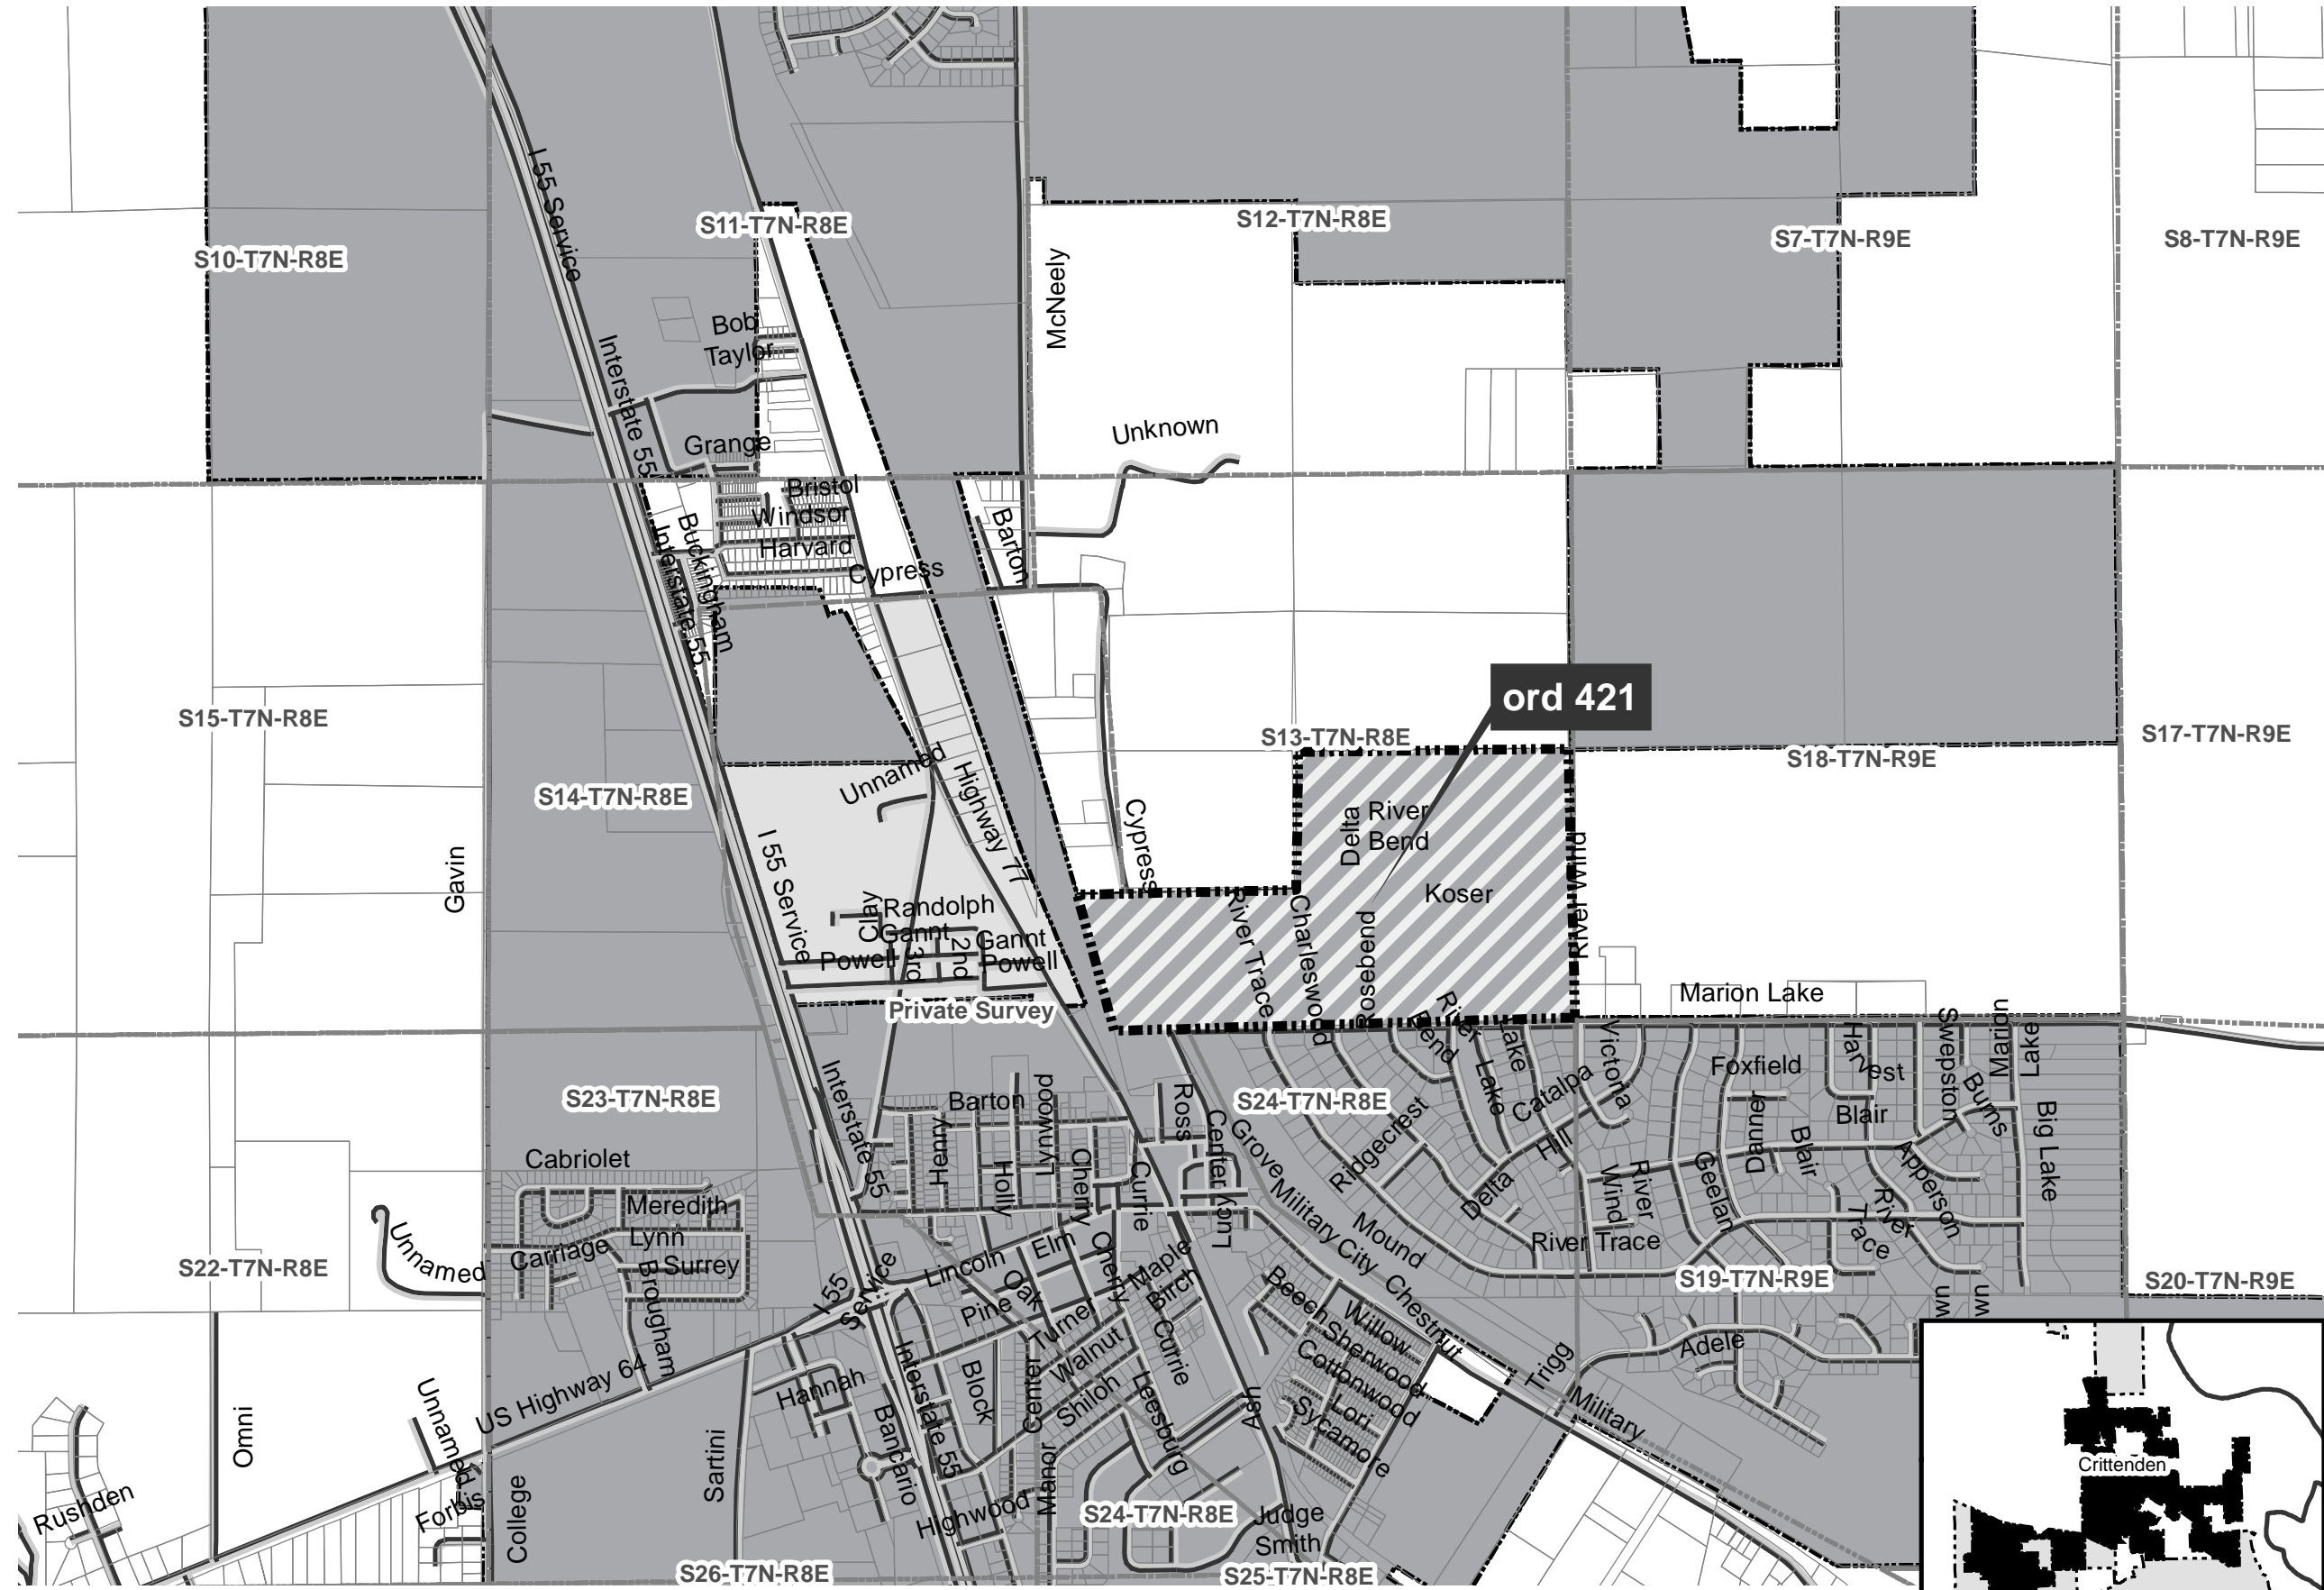 I 55 Service
S11-T7N-R8E
S12-T7N-R8E
S7-T7N-R9E
S8-T7N-R9E
S10-T7N-R8E
McNeely
Bob
Taylor
Interstate 55
Grange
Unknown
Bristol
Windsor
Harvard
Buckingham
Interstate 55
Cypress
Barton
ord 421
S15-T7N-R8E
S13-T7N-R8E
S17-T7N-R9E
S18-T7N-R9E
S14-T7N-R8E
Unnamed
Highway 77
Cypress
Delta
River
Bend
Koser
River Wind
Gavin
I 55 Service
Clay
Randolph
Gannt
Gannt
Powell
3rd
2nd
Powell
River Trace
Charleswood
Rosebend
Private Survey
Marion Lake
River
Bend
Lake
Lake
Victoria
Catalpa
Foxfield
Harvest
Swepston
Marion
Lake
S23-T7N-R8E
Interstate 55
Barton
Henry
Holly
Lynwood
Cherry
Currie
Ross
Center
Lynn
Grove
S24-T7N-R8E
Ridgecrest
Hill
Delta
Danner
Blair
Blair
Burns
Apperson
Big Lake
Cabriolet
Meredith
Lynn
Carriage
Surrey
Brougham
Unnamed
S22-T7N-R8E
I 55
Service
Lincoln
Elm
Cherry
Oak
Maple
Birch
Pine
Turner
Walnut
Currie
Military
City
Mound
Chestnut
River
Wind
River
Geelan
River
Trace
River Trace
S19-T7N-R9E
S20-T7N-R9E
wn
wn
Beech
Willow
Sherwood
Cottonwood
Lori
Sycamore
Trigg
Adele
Military
US Highway 64
Hannah
Interstate 55
Block
Center
Shiloh
Leesburg
Ash
Omni
Unnamed
Forbis
College
Rushden
Sartini
Bancario
Highwood
Manor
S24-T7N-R8E
Judge
Smith
S26-T7N-R8E
S25-T7N-R8E
Crittenden